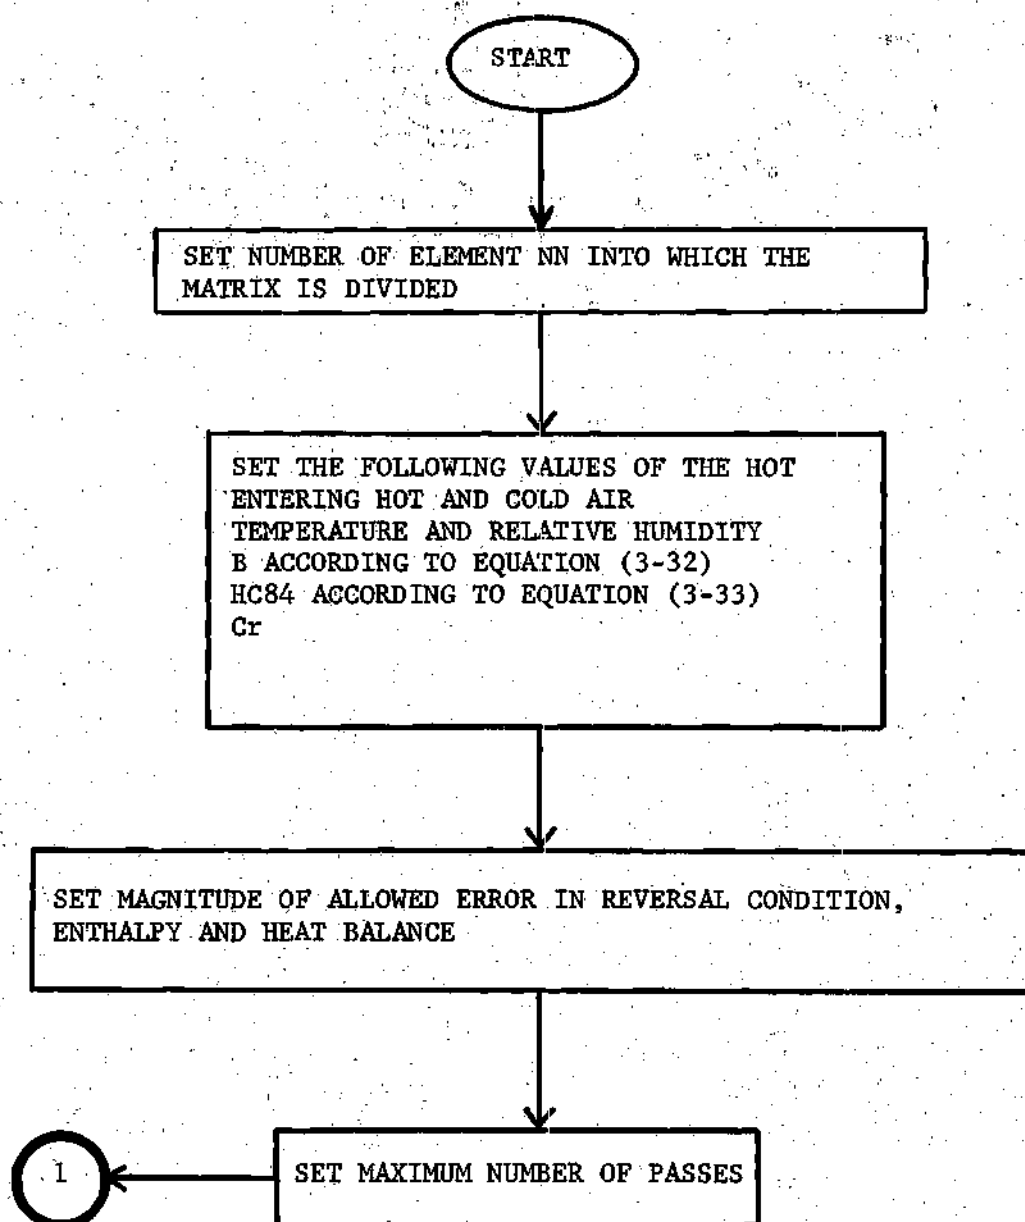 START
SET NUMBER OF ELEMENT NN INTO WHICH THE
MATRIX IS DIVIDED
SET THE FOLLOWING VALUES OF THE HOT
ENTERING HOT AND COLD AIR
TEMPERATURE AND RELATIVE HUMIDITY
B ACCORDING TO EQUATION (3-32)
HC84 ACCORDING TO EQUATION (3-33)
Cr
SET MAGNITUDE OF ALLOWED ERROR IN REVERSAL CONDITION,
ENTHALPY AND HEAT BALANCE
1
SET MAXIMUM NUMBER OF PASSES